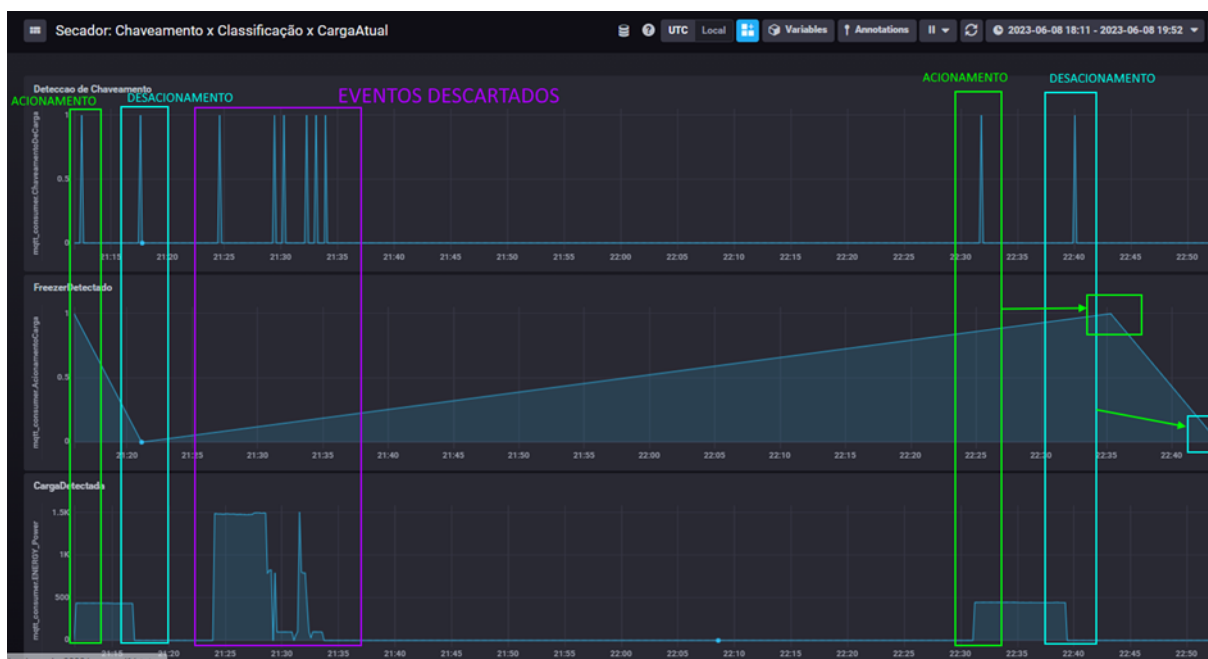 Secador: Chaveamento x Classificação x CargaAtual
UTC Local Variables Annotations 2023-06-08 18:11 - 2023-06-08 19:52
ACIONAMENTO DESACIONAMENTO
Deteccao de Chaveamento
ACIONAMENTO DESACIONAMENTO EVENTOS DESCARTADOS
mqtt_consumer.ChaveamentoDeCarga
1
0.5
0
21:15 21:20 21:25 21:30 21:35 21:40 21:45 21:50 21:55 22:00 22:05 22:10 22:15 22:20 22:25 22:30 22:35 22:40 22:45 22:50
FreezerDetectado
mqtt_consumer.AcionamentoCarga
1
0.5
0
21:20 21:25 21:30 21:35 21:40 21:45 21:50 21:55 22:00 22:05 22:10 22:15 22:20 22:25 22:30 22:35 22:40
CargaDetectada
mqtt_consumer.ENERGY_Power
1.5K
1K
500
0
21:15 21:20 21:25 21:30 21:35 21:40 21:45 21:50 21:55 22:00 22:05 22:10 22:15 22:20 22:25 22:30 22:35 22:40 22:45 22:50